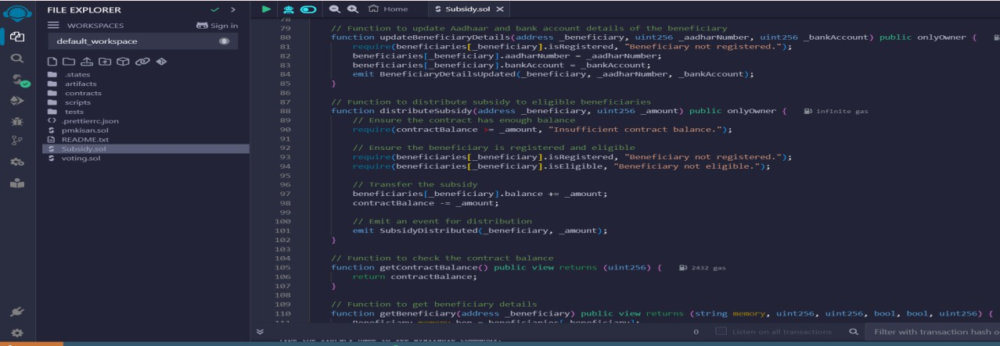 FILE EXPLORER
WORKSPACES
Sign in
default_workspace
.states
artifacts
contracts
scripts
tests
.prettierrc.json
pmkisan.sol
README.txt
Subsidy.sol
voting.sol
Home
Subsidy.sol
78
79 // Function to update Aadhaar and bank account details of the beneficiary
80 function updateBeneficiaryDetails(address _beneficiary, uint256 _aadharNumber, uint256 _bankAccount) public onlyOwner {
81 require(beneficiaries[_beneficiary].isRegistered, "Beneficiary not registered.");
82 beneficiaries[_beneficiary].aadharNumber = _aadharNumber;
83 beneficiaries[_beneficiary].bankAccount = _bankAccount;
84 emit BeneficiaryDetailsUpdated(_beneficiary, _aadharNumber, _bankAccount);
85 }
86
87 // Function to distribute subsidy to eligible beneficiaries
88 function distributeSubsidy(address _beneficiary, uint256 _amount) public onlyOwner { infinite gas
89 // Ensure the contract has enough balance
90 require(contractBalance >= _amount, "Insufficient contract balance.");
91
92 // Ensure the beneficiary is registered and eligible
93 require(beneficiaries[_beneficiary].isRegistered, "Beneficiary not registered.");
94 require(beneficiaries[_beneficiary].isEligible, "Beneficiary not eligible.");
95
96 // Transfer the subsidy
97 beneficiaries[_beneficiary].balance += _amount;
98 contractBalance -= _amount;
99
100 // Emit an event for distribution
101 emit SubsidyDistributed(_beneficiary, _amount);
102 }
103
104 // Function to check the contract balance
105 function getContractBalance() public view returns (uint256) { 2432 gas
106 return contractBalance;
107 }
108
109 // Function to get beneficiary details
110 function getBeneficiary(address _beneficiary) public view returns (string memory, uint256, uint256, bool, bool, uint256) {
111 Beneficiary memory ben = beneficiaries[_beneficiary];
0 Listen on all transactions Filter with transaction hash o